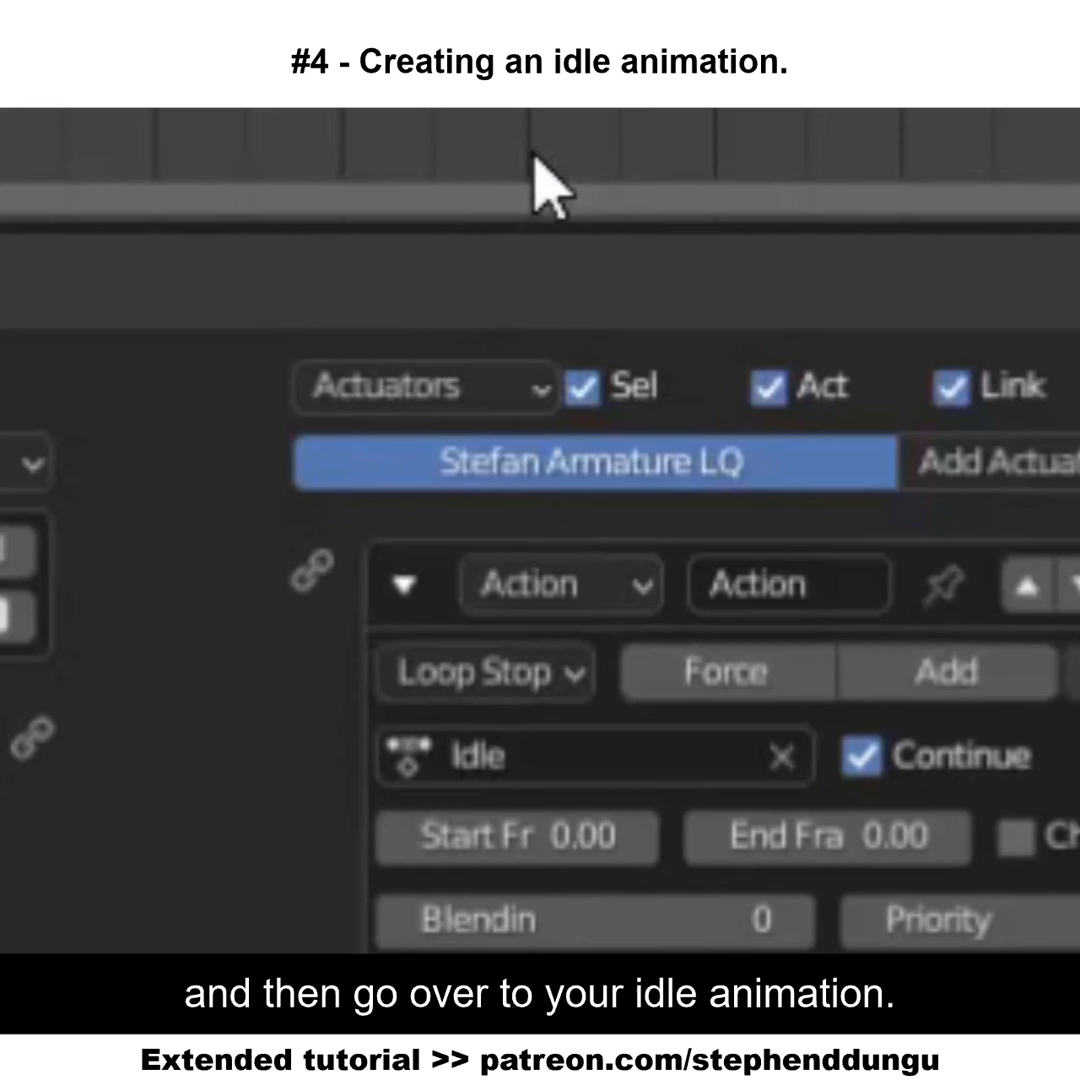 #4 - Creating an idle animation.
Actuators Sel Act Link
Stefan Armature LQ
Action Action
Loop Stop Force Add
Idle Continue
Start Fr 0.00 End Fra 0.00
Blendin 0 Priority
and then go over to your idle animation.
Extended tutorial >> patreon.com/stephenddungu